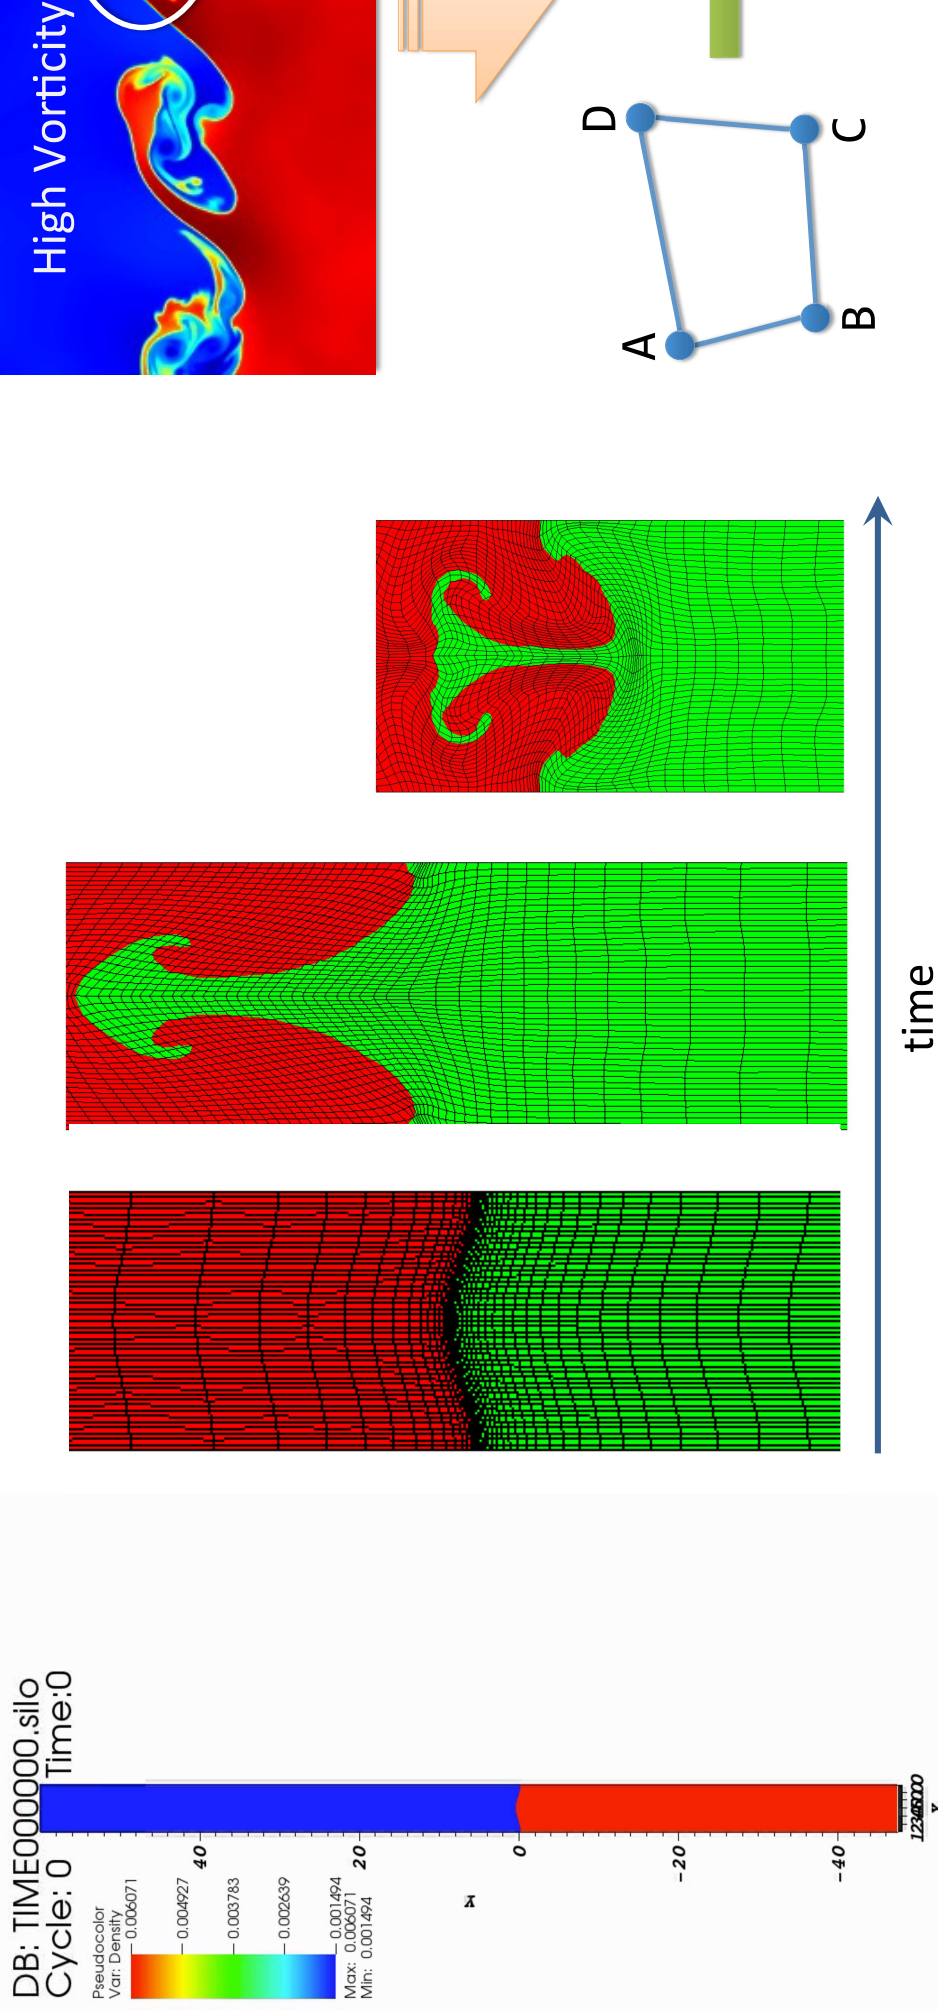 High Vorticity
D
C
A
B
time
DB: TIME000000.silo
Cycle: 0 Time:0
Pseudocolor
Var: Density
0.006071
0.004927
0.003783
0.002639
0.001494
Max: 0.006071
Min: 0.001494
40
20
0
-20
-40
Y